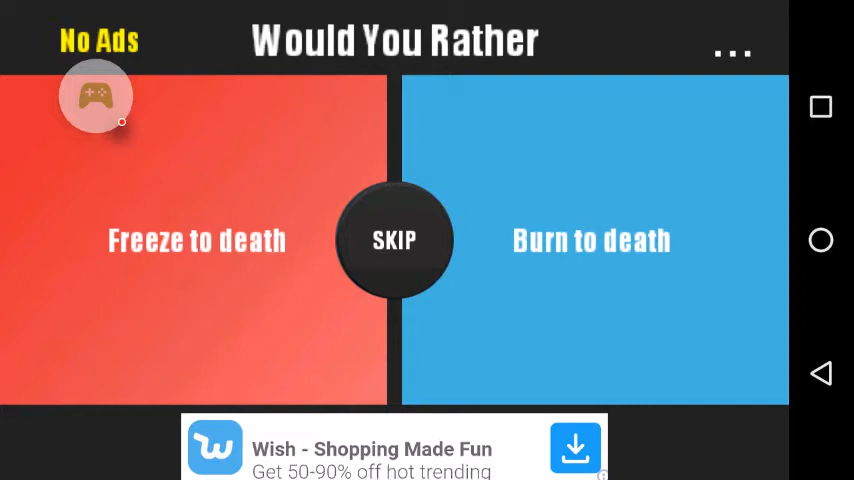 No Ads
Would You Rather
...
Freeze to death
SKIP
Burn to death
Wish - Shopping Made Fun
Get 50-90% off hot trending